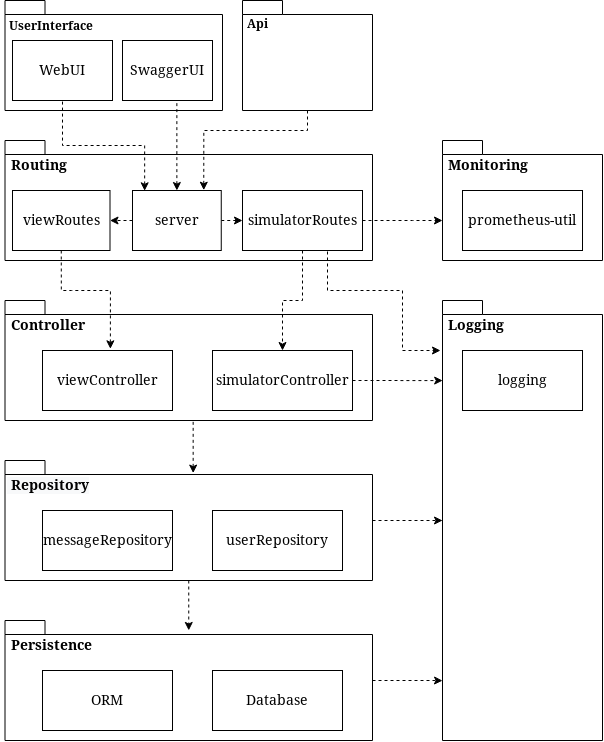 UserInterface
Api
WebUI
SwaggerUI
Routing
Monitoring
viewRoutes
server
simulatorRoutes
prometheus-util
Controller
Logging
viewController
simulatorController
logging
Repository
messageRepository
userRepository
Persistence
ORM
Database